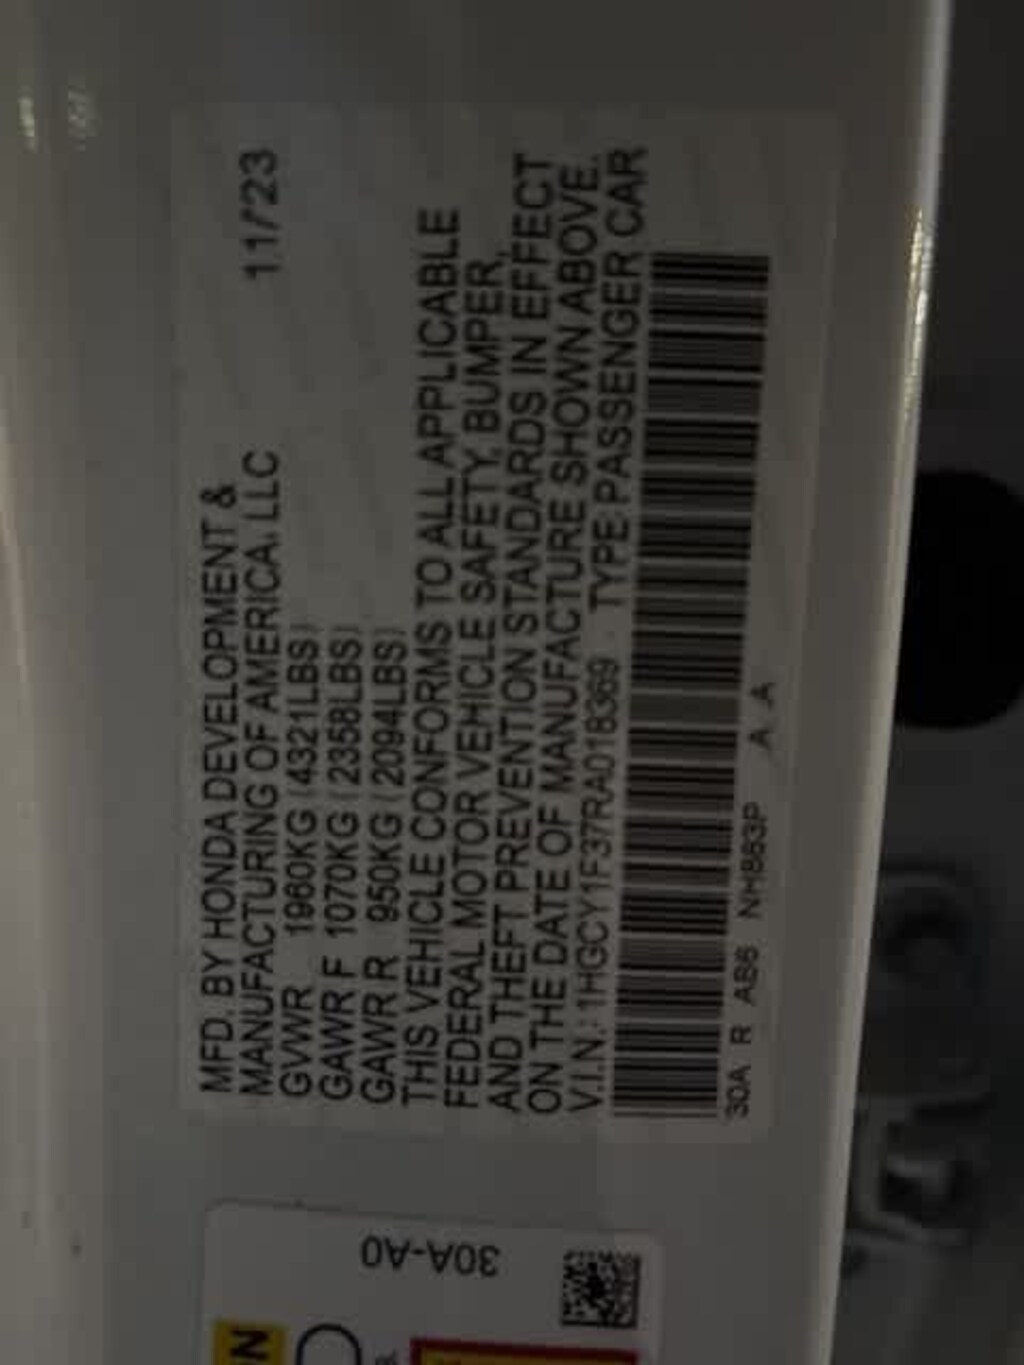 MFD. BY HONDA DEVELOPMENT &
MANUFACTURING OF AMERICA, LLC 11/23
GVWR 1960KG (4321LBS)
GAWR F 1070KG (2358LBS)
GAWR R 950KG (2094LBS)
THIS VEHICLE CONFORMS TO ALL APPLICABLE
FEDERAL MOTOR VEHICLE SAFETY, BUMPER,
AND THEFT PREVENTION STANDARDS IN EFFECT
ON THE DATE OF MANUFACTURE SHOWN ABOVE.
V.I.N.: 1HGCY1F37RA018369 TYPE: PASSENGER CAR
30A R AB6 NH883P A A
30A-A0